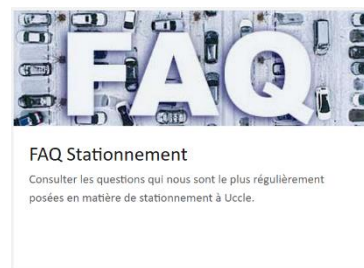 FAQ
FAQ Stationnement
Consulter les questions qui nous sont le plus régulièrement
posées en matière de stationnement à Uccle.